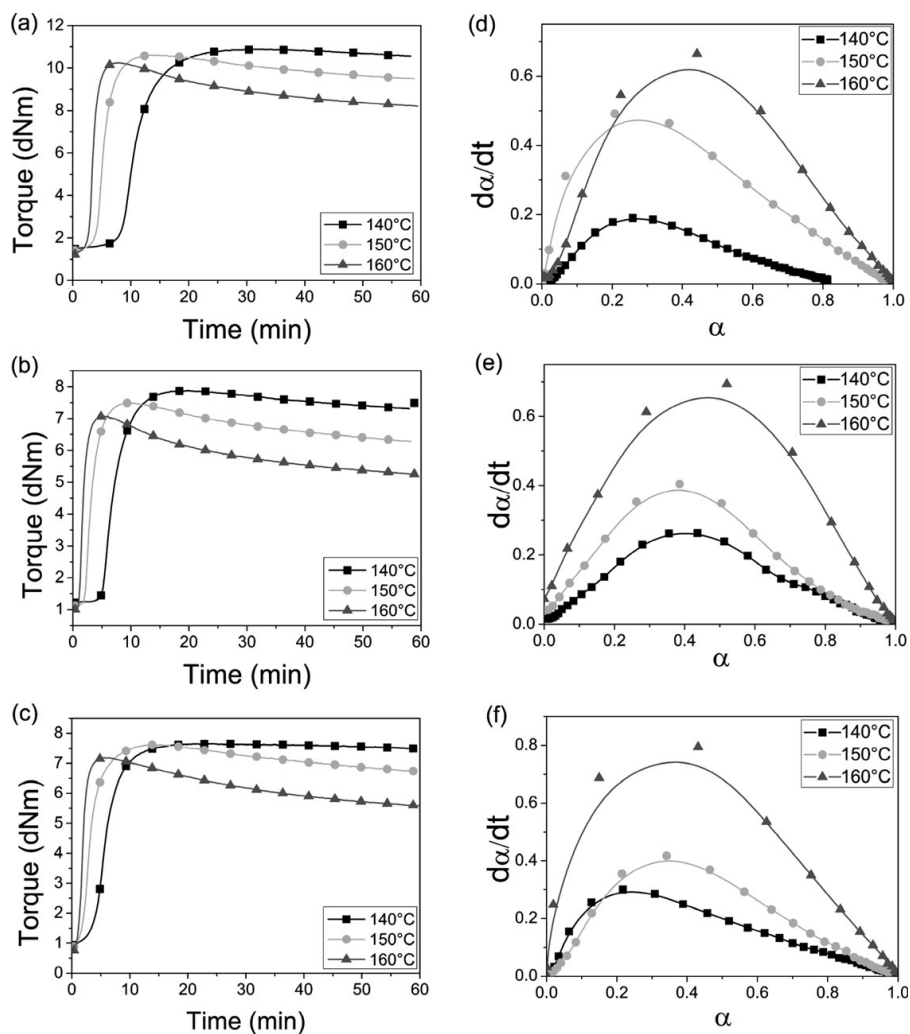 (a)
Torque (dNm)
12
10
8
6
4
2
0
0 10 20 30 40 50 60
Time (min)
140°C
150°C
160°C
(d)
dα/dt
0.6
0.4
0.2
0.0
0.0 0.2 0.4 0.6 0.8 1.0
α
140°C
150°C
160°C
(b)
Torque (dNm)
8
7
6
5
4
3
2
1
0 10 20 30 40 50 60
Time (min)
140°C
150°C
160°C
(e)
dα/dt
0.6
0.4
0.2
0.0
0.0 0.2 0.4 0.6 0.8 1.0
α
140°C
150°C
160°C
(c)
Torque (dNm)
8
7
6
5
4
3
2
1
0
0 10 20 30 40 50 60
Time (min)
140°C
150°C
160°C
(f)
dα/dt
0.8
0.6
0.4
0.2
0.0
0.0 0.2 0.4 0.6 0.8 1.0
α
140°C
150°C
160°C